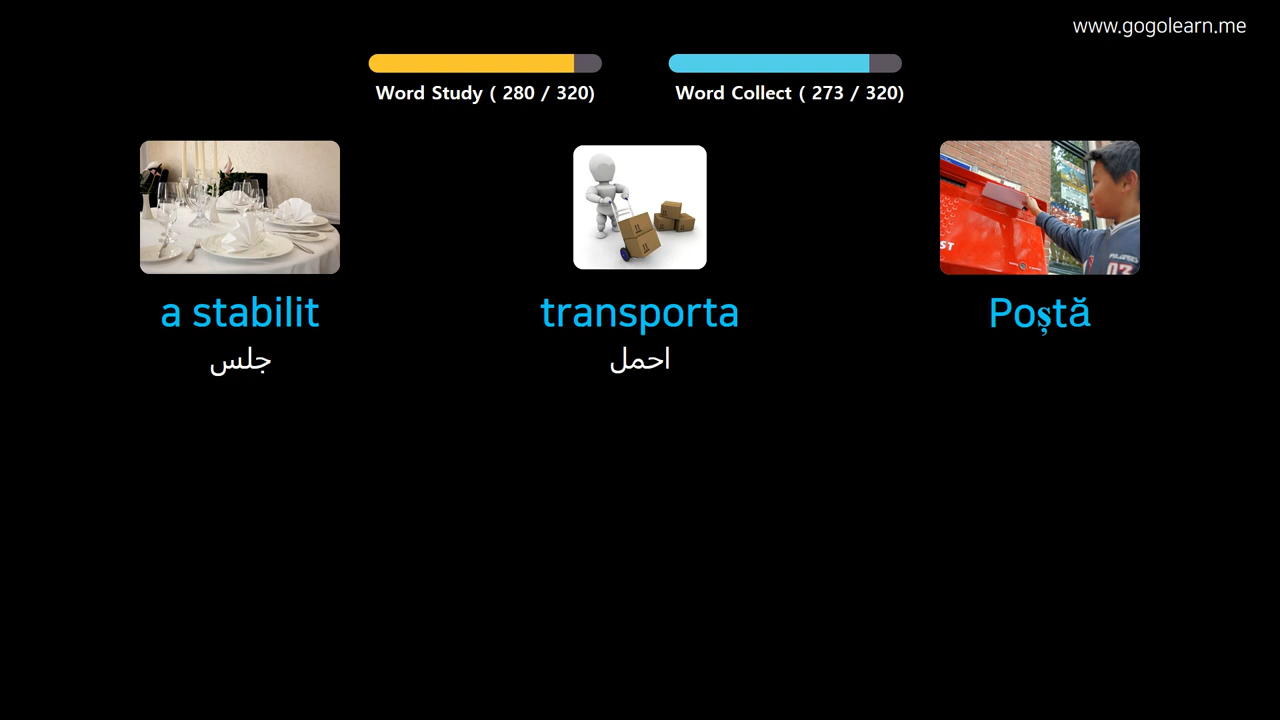 www.gogolearn.me
Word Study ( 280 / 320)
Word Collect ( 273 / 320)
a stabilit
transporta
Poștă
جلس
احمل